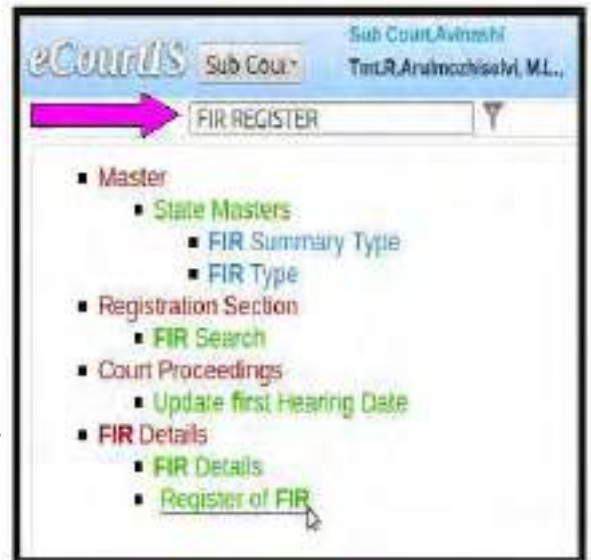 Sub Court,Avinashi
eCourtIS Sub Cour
Tmt.R.Arulmozhiselvi, M.L.,
FIR REGISTER
Master
State Masters
FIR Summary Type
FIR Type
Registration Section
FIR Search
Court Proceedings
Update first Hearing Date
FIR Details
FIR Details
Register of FIR